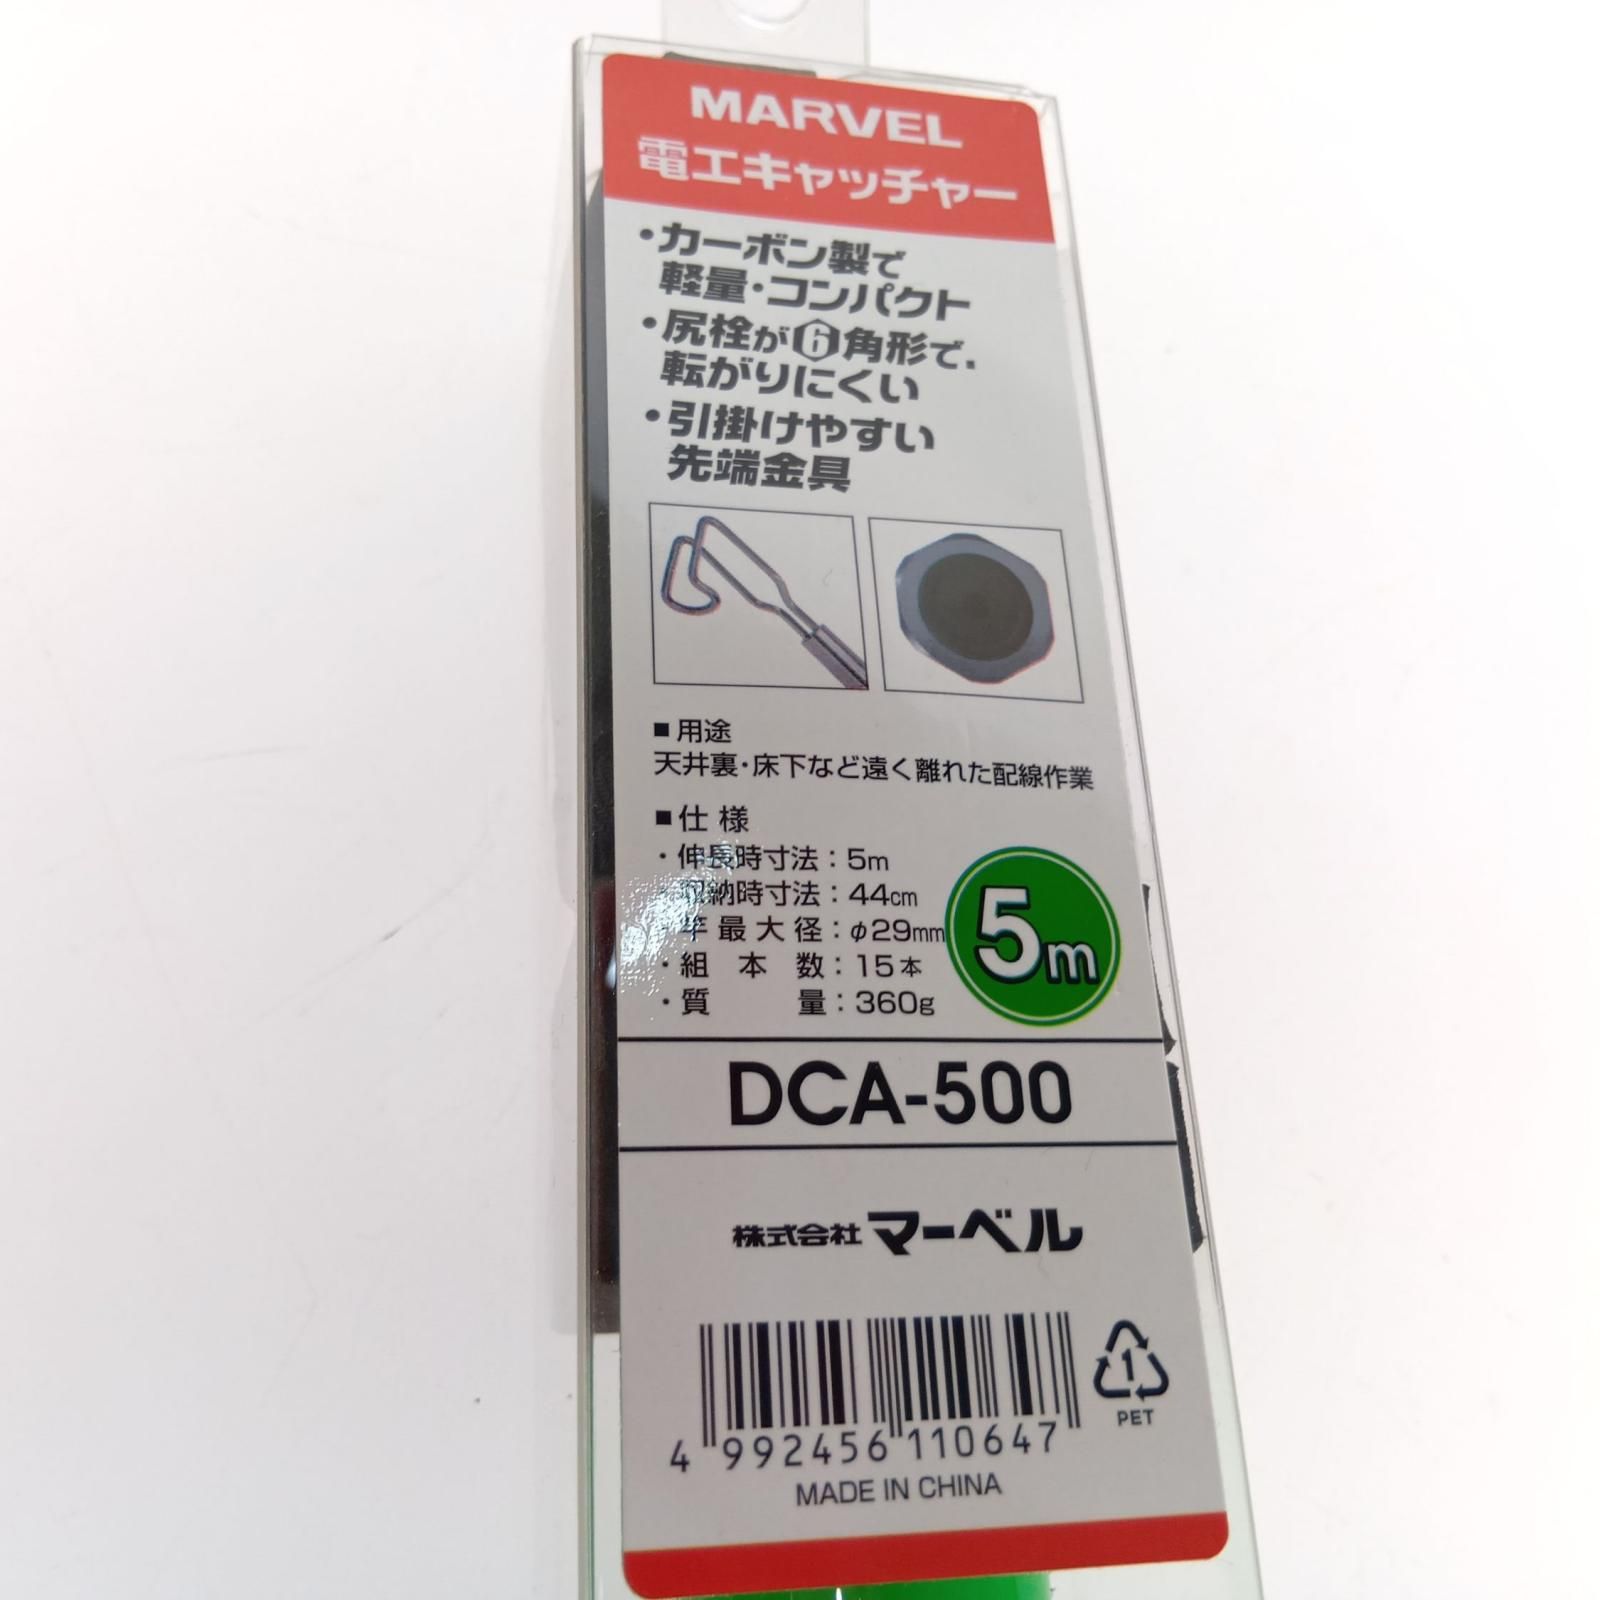 MARVEL
電工キャッチャー
・カーボン製で
軽量・コンパクト
・尻栓が6角形で、
転がりにくい
・引掛けやすい
先端金具
■用途
天井裏・床下など遠く離れた配線作業
■仕様
・伸長時寸法：5m
・収納時寸法：44cm
・竿最大径：φ29mm
・組本数：15本
・質量：360g
5m
DCA-500
株式会社マーベル
4 992456 110647
1
PET
MADE IN CHINA